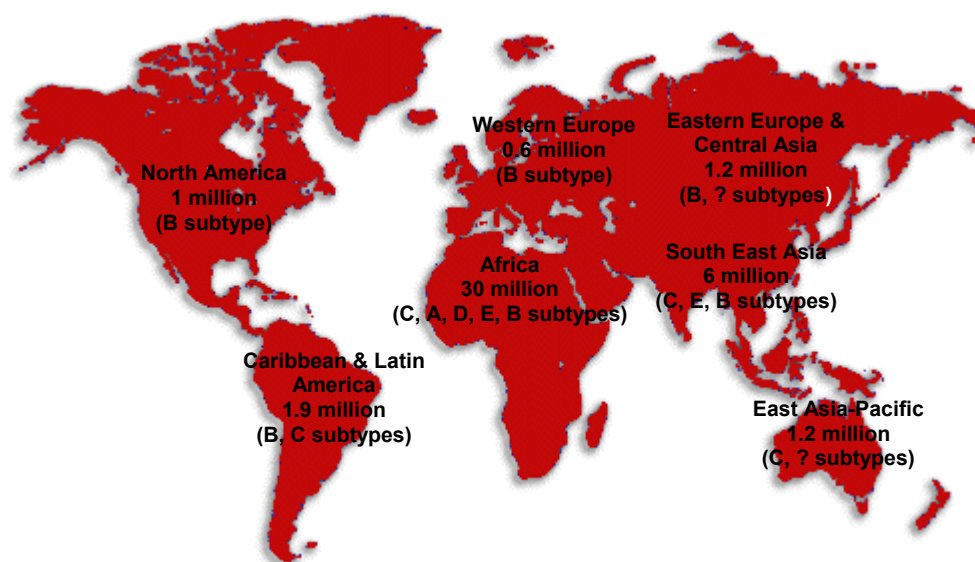 Western Europe
0.6 million
(B subtype)
Eastern Europe &
Central Asia
1.2 million
(B, ? subtypes)
North America
1 million
(B subtype)
Africa
30 million
(C, A, D, E, B subtypes)
South East Asia
6 million
(C, E, B subtypes)
Caribbean & Latin
America
1.9 million
(B, C subtypes)
East Asia-Pacific
1.2 million
(C, ? subtypes)